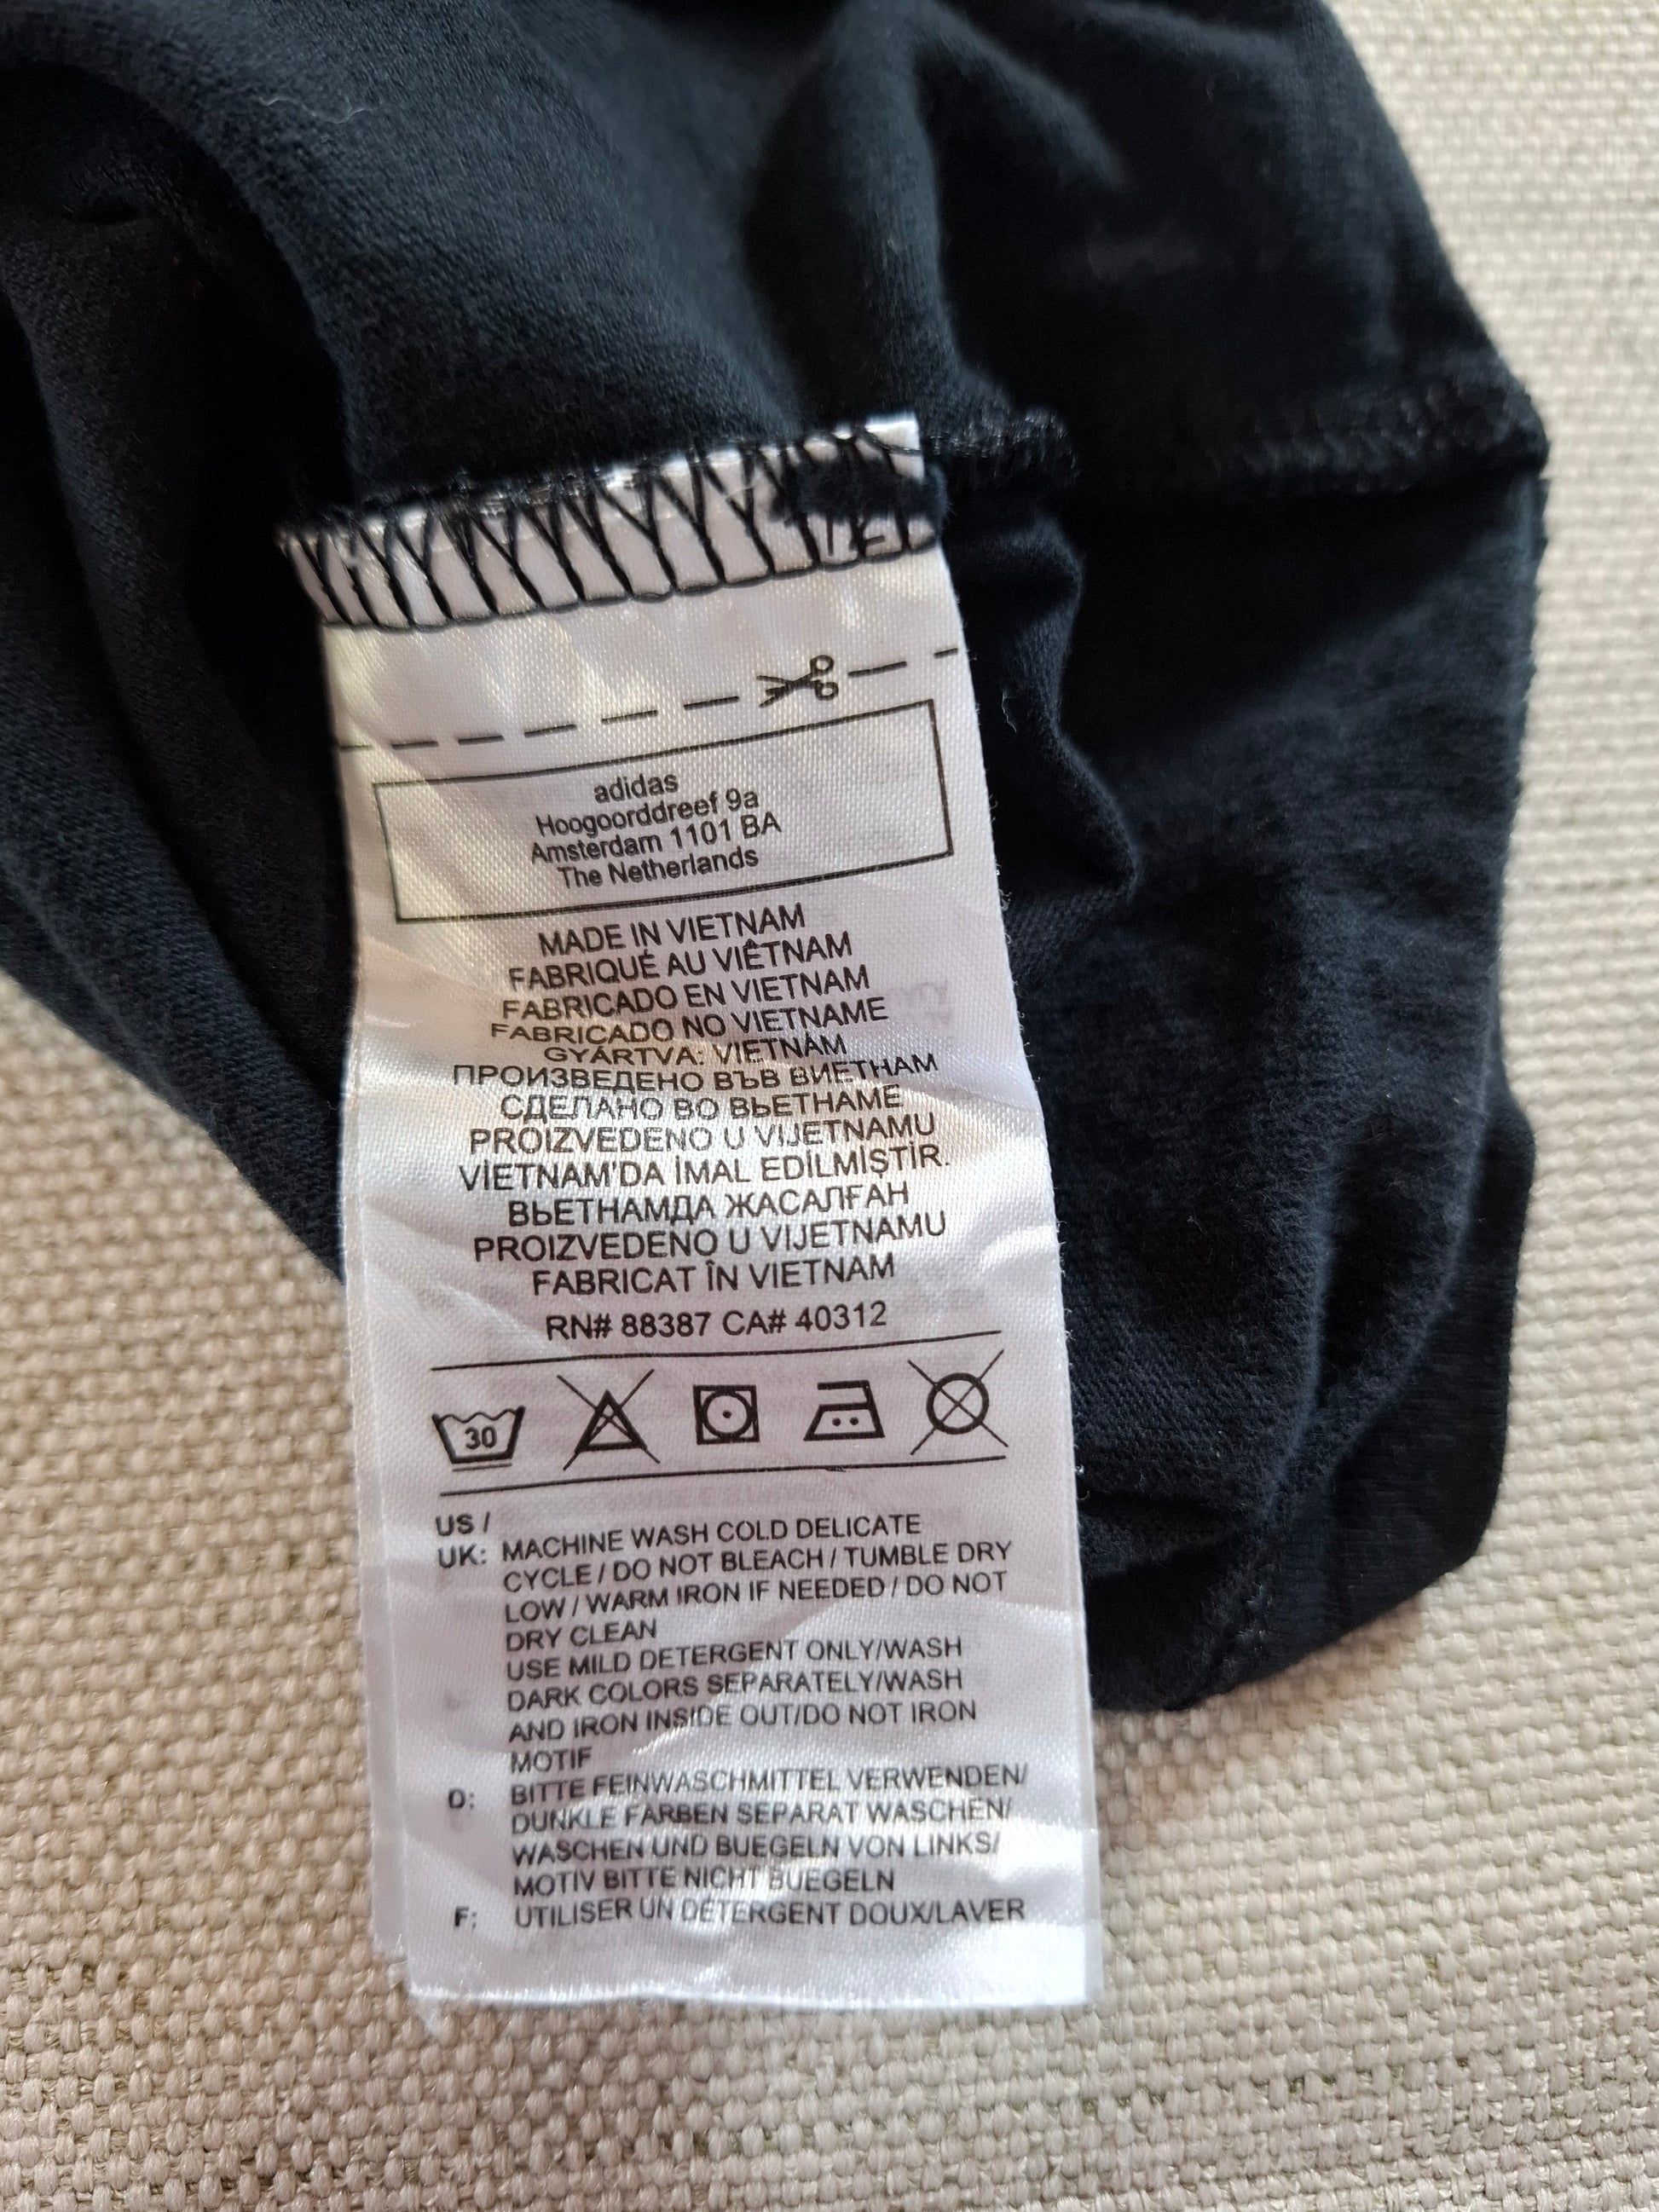 adidas
Hoogoorddreef 9a
Amsterdam 1101 BA
The Netherlands
MADE IN VIETNAM
FABRIQUÉ AU VIÊTNAM
FABRICADO EN VIETNAM
FABRICADO NO VIETNAME
GYÁRTVA: VIETNÁM
ПРОИЗВЕДЕНО ВЪВ ВИЕТНАМ
СДЕЛАНО ВО ВЬЕТНАМЕ
PROIZVEDENO U VIJETNAMU
VİETNAM'DA İMAL EDİLMİŞTİR.
ВЬЕТНАМДА ЖАСАЛҒАН
PROIZVEDENO U VIJETNAMU
FABRICAT ÎN VIETNAM
RN# 88387 CA# 40312
30
US /
UK: MACHINE WASH COLD DELICATE
CYCLE / DO NOT BLEACH / TUMBLE DRY
LOW / WARM IRON IF NEEDED / DO NOT
DRY CLEAN
USE MILD DETERGENT ONLY/WASH
DARK COLORS SEPARATELY/WASH
AND IRON INSIDE OUT/DO NOT IRON
MOTIF
D: BITTE FEINWASCHMITTEL VERWENDEN/
DUNKLE FARBEN SEPARAT WASCHEN/
WASCHEN UND BUEGELN VON LINKS/
MOTIV BITTE NICHT BUEGELN
F: UTILISER UN DÉTERGENT DOUX/LAVER